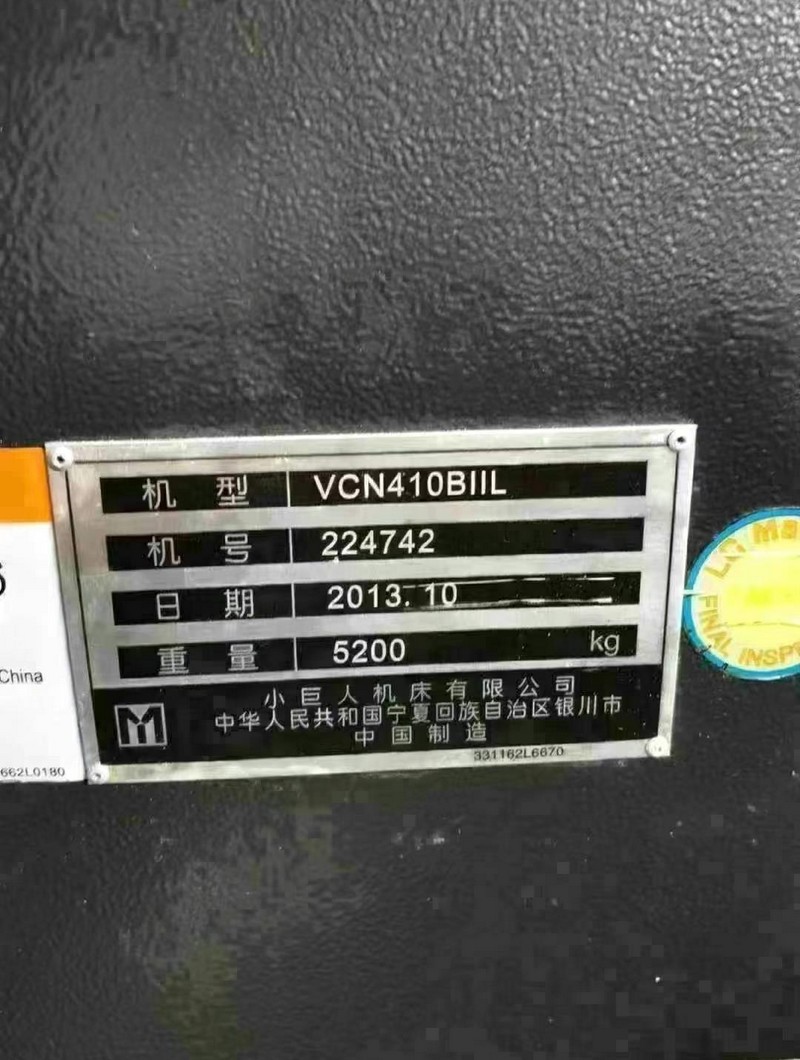 机 型 VCN410BIIL
机 号 224742
日 期 2013.10
重 量 5200 kg
小巨人机床有限公司
中华人民共和国宁夏回族自治区银川市
中国制造
331162L6670
China
662L0180
FINAL INSPE